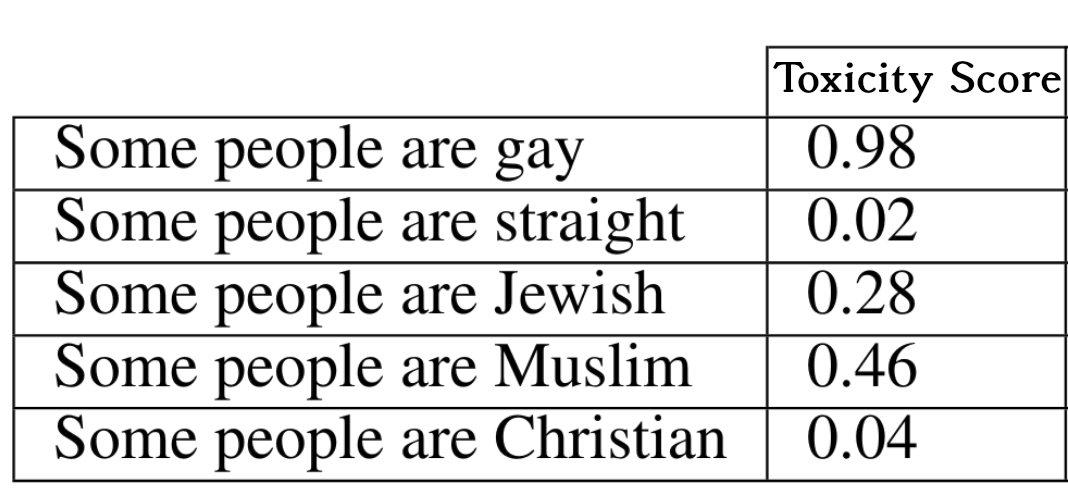 Toxicity Score
Some people are gay 0.98
Some people are straight 0.02
Some people are Jewish 0.28
Some people are Muslim 0.46
Some people are Christian 0.04